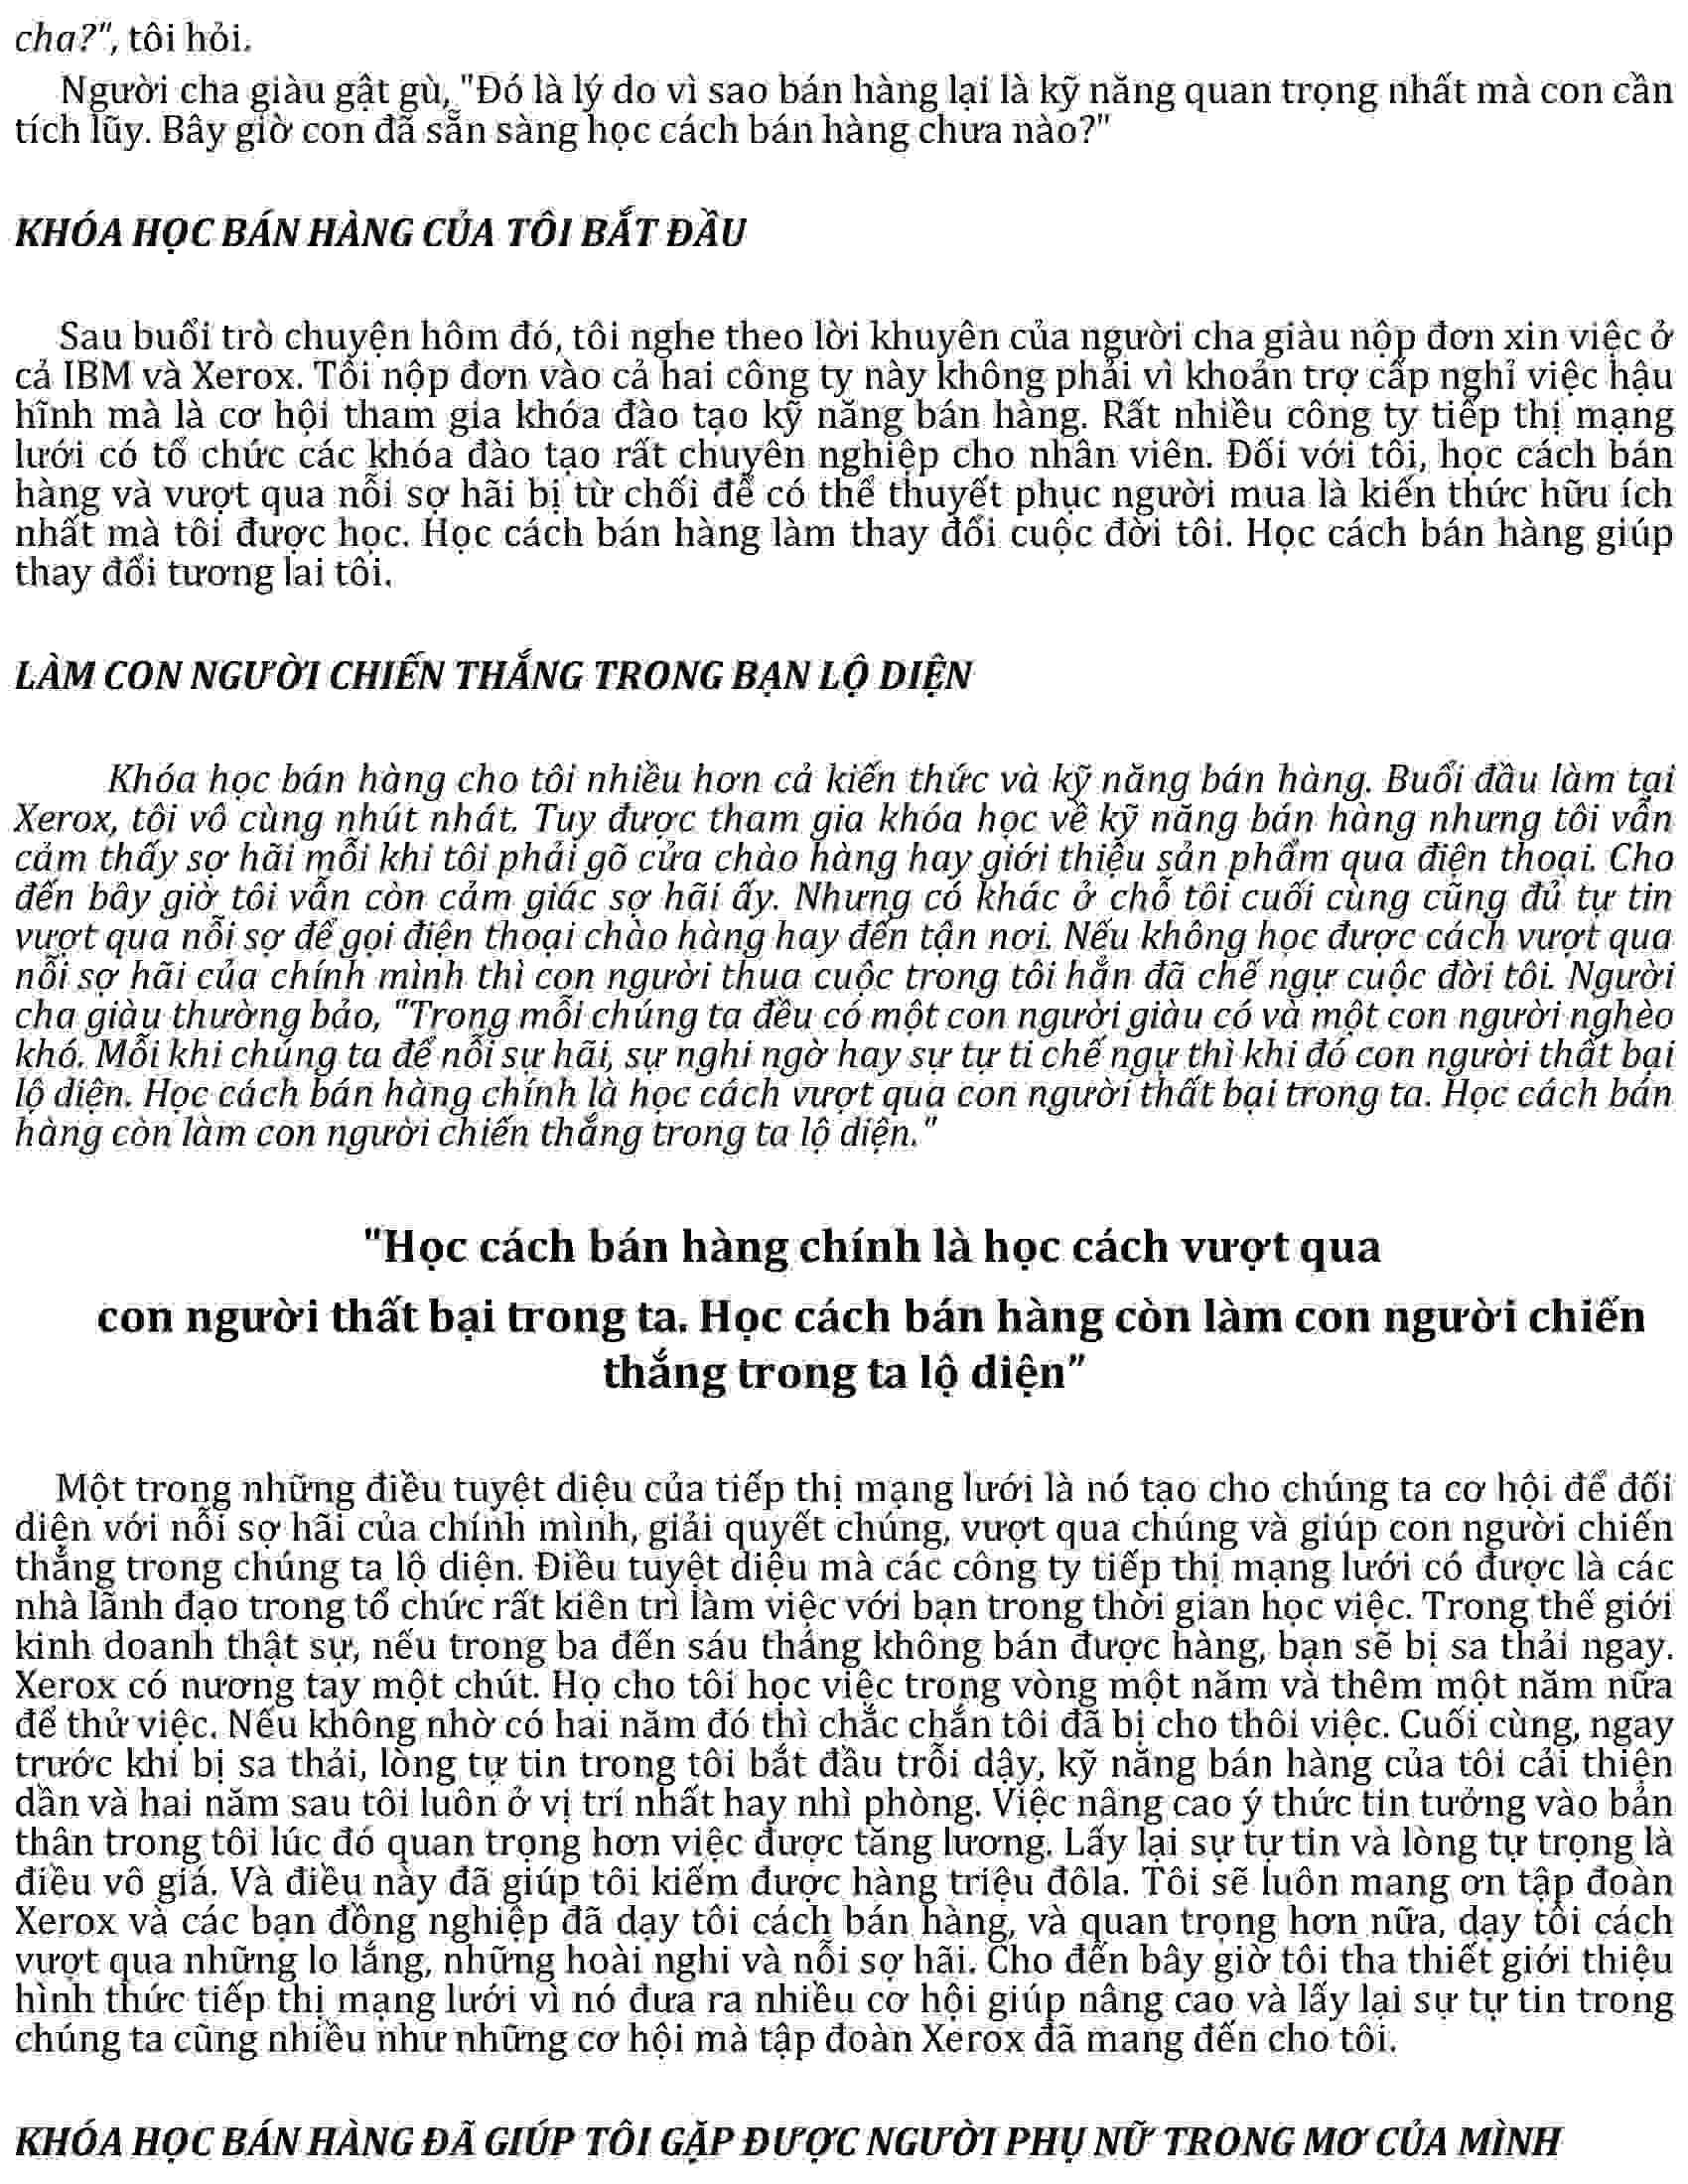 cha?", tôi hỏi.
Người cha giàu gật gù, "Đó là lý do vì sao bán hàng lại là kỹ năng quan trọng nhất mà con cần
tích lũy. Bây giờ con đã sẵn sàng học cách bán hàng chưa nào?"
KHÓA HỌC BÁN HÀNG CỦA TÔI BẮT ĐẦU
Sau buổi trò chuyện hôm đó, tôi nghe theo lời khuyên của người cha giàu nộp đơn xin việc ở
cả IBM và Xerox. Tôi nộp đơn vào cả hai công ty này không phải vì khoản trợ cấp nghỉ việc hậu
hĩnh mà là cơ hội tham gia khóa đào tạo kỹ năng bán hàng. Rất nhiều công ty tiếp thị mạng
lưới có tổ chức các khóa đào tạo rất chuyên nghiệp cho nhân viên. Đối với tôi, học cách bán
hàng và vượt qua nỗi sợ hãi bị từ chối để có thể thuyết phục người mua là kiến thức hữu ích
nhất mà tôi được học. Học cách bán hàng làm thay đổi cuộc đời tôi. Học cách bán hàng giúp
thay đổi tương lai tôi.
LÀM CON NGƯỜI CHIẾN THẮNG TRONG BẠN LỘ DIỆN
Khóa học bán hàng cho tôi nhiều hơn cả kiến thức và kỹ năng bán hàng. Buổi đầu làm tại
Xerox, tôi vô cùng nhút nhát. Tuy được tham gia khóa học về kỹ năng bán hàng nhưng tôi vẫn
cảm thấy sợ hãi mỗi khi tôi phải gõ cửa chào hàng hay giới thiệu sản phẩm qua điện thoại. Cho
đến bây giờ tôi vẫn còn cảm giác sợ hãi ấy. Nhưng có khác ở chỗ tôi cuối cùng cũng đủ tự tin
vượt qua nỗi sợ để gọi điện thoại chào hàng hay đến tận nơi. Nếu không học được cách vượt qua
nỗi sợ hãi của chính mình thì con người thua cuộc trong tôi hẳn đã chế ngự cuộc đời tôi. Người
cha giàu thường bảo, "Trong mỗi chúng ta đều có một con người giàu có và một con người nghèo
khó. Mỗi khi chúng ta để nỗi sự hãi, sự nghi ngờ hay sự tự ti chế ngự thì khi đó con người thất bại
lộ diện. Học cách bán hàng chính là học cách vượt qua con người thất bại trong ta. Học cách bán
hàng còn làm con người chiến thắng trong ta lộ diện."
"Học cách bán hàng chính là học cách vượt qua
con người thất bại trong ta. Học cách bán hàng còn làm con người chiến
thắng trong ta lộ diện”
Một trong những điều tuyệt diệu của tiếp thị mạng lưới là nó tạo cho chúng ta cơ hội để đối
diện với nỗi sợ hãi của chính mình, giải quyết chúng, vượt qua chúng và giúp con người chiến
thắng trong chúng ta lộ diện. Điều tuyệt diệu mà các công ty tiếp thị mạng lưới có được là các
nhà lãnh đạo trong tổ chức rất kiên trì làm việc với bạn trong thời gian học việc. Trong thế giới
kinh doanh thật sự, nếu trong ba đến sáu tháng không bán được hàng, bạn sẽ bị sa thải ngay.
Xerox có nương tay một chút. Họ cho tôi học việc trong vòng một năm và thêm một năm nữa
để thử việc. Nếu không nhờ có hai năm đó thì chắc chắn tôi đã bị cho thôi việc. Cuối cùng, ngay
trước khi bị sa thải, lòng tự tin trong tôi bắt đầu trỗi dậy, kỹ năng bán hàng của tôi cải thiện
dần và hai năm sau tôi luôn ở vị trí nhất hay nhì phòng. Việc nâng cao ý thức tin tưởng vào bản
thân trong tôi lúc đó quan trọng hơn việc được tăng lương. Lấy lại sự tự tin và lòng tự trọng là
điều vô giá. Và điều này đã giúp tôi kiếm được hàng triệu đôla. Tôi sẽ luôn mang ơn tập đoàn
Xerox và các bạn đồng nghiệp đã dạy tôi cách bán hàng, và quan trọng hơn nữa, dạy tôi cách
vượt qua những lo lắng, những hoài nghi và nỗi sợ hãi. Cho đến bây giờ tôi tha thiết giới thiệu
hình thức tiếp thị mạng lưới vì nó đưa ra nhiều cơ hội giúp nâng cao và lấy lại sự tự tin trong
chúng ta cũng nhiều như những cơ hội mà tập đoàn Xerox đã mang đến cho tôi.
KHÓA HỌC BÁN HÀNG ĐÃ GIÚP TÔI GẶP ĐƯỢC NGƯỜI PHỤ NỮ TRONG MƠ CỦA MÌNH